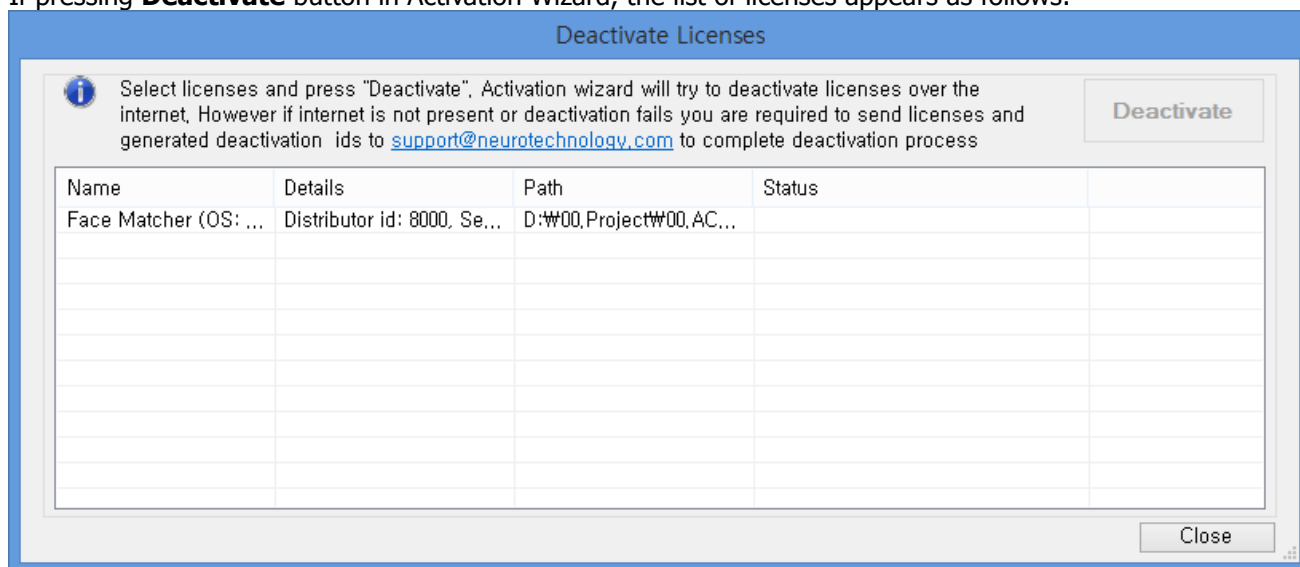 If pressing Deactivate button in Activation Wizard, the list of licenses appears as follows.
Deactivate Licenses
Select licenses and press "Deactivate", Activation wizard will try to deactivate licenses over the
internet, However if internet is not present or deactivation fails you are required to send licenses and
generated deactivation ids to support@neurotechnology.com to complete deactivation process
Deactivate
Name Details Path Status
Face Matcher (OS: ... Distributor id: 8000, Se... D:₩00,Project₩00,AC...
Close